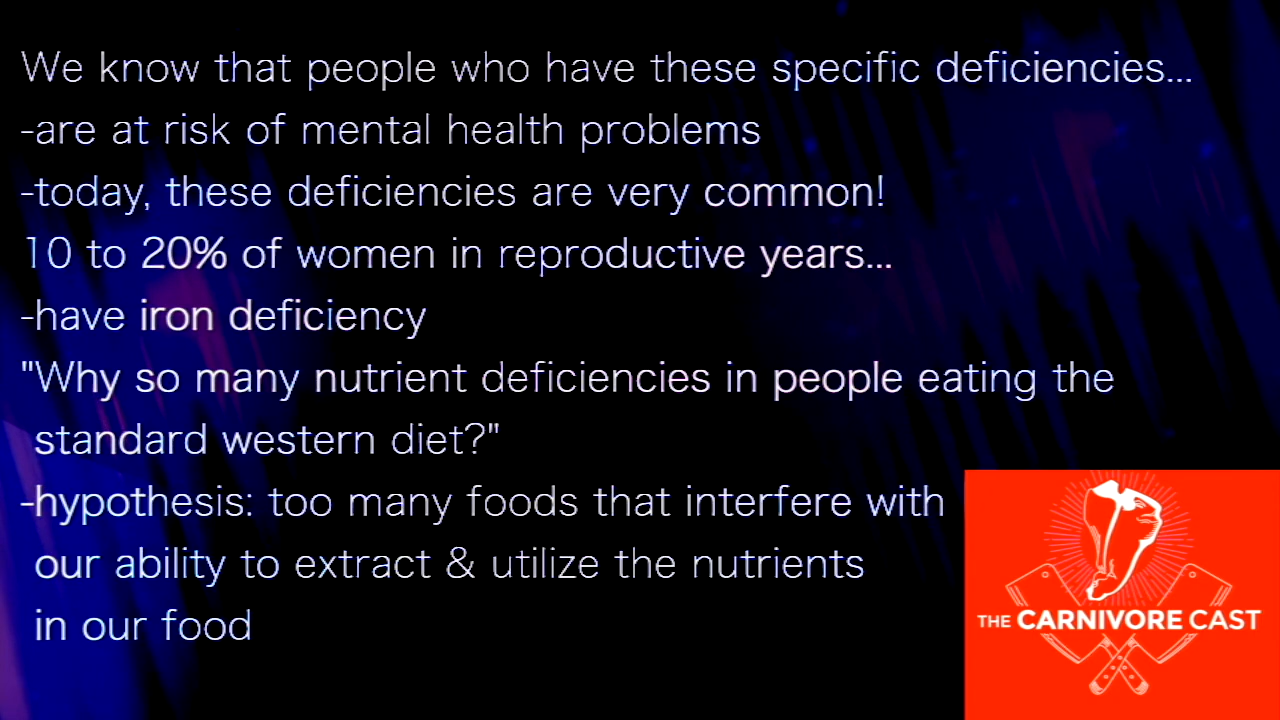 We know that people who have these specific deficiencies...
-are at risk of mental health problems
-today, these deficiencies are very common!
10 to 20% of women in reproductive years...
-have iron deficiency
"Why so many nutrient deficiencies in people eating the
standard western diet?"
-hypothesis: too many foods that interfere with
our ability to extract & utilize the nutrients
in our food
THE CARNIVORE CAST